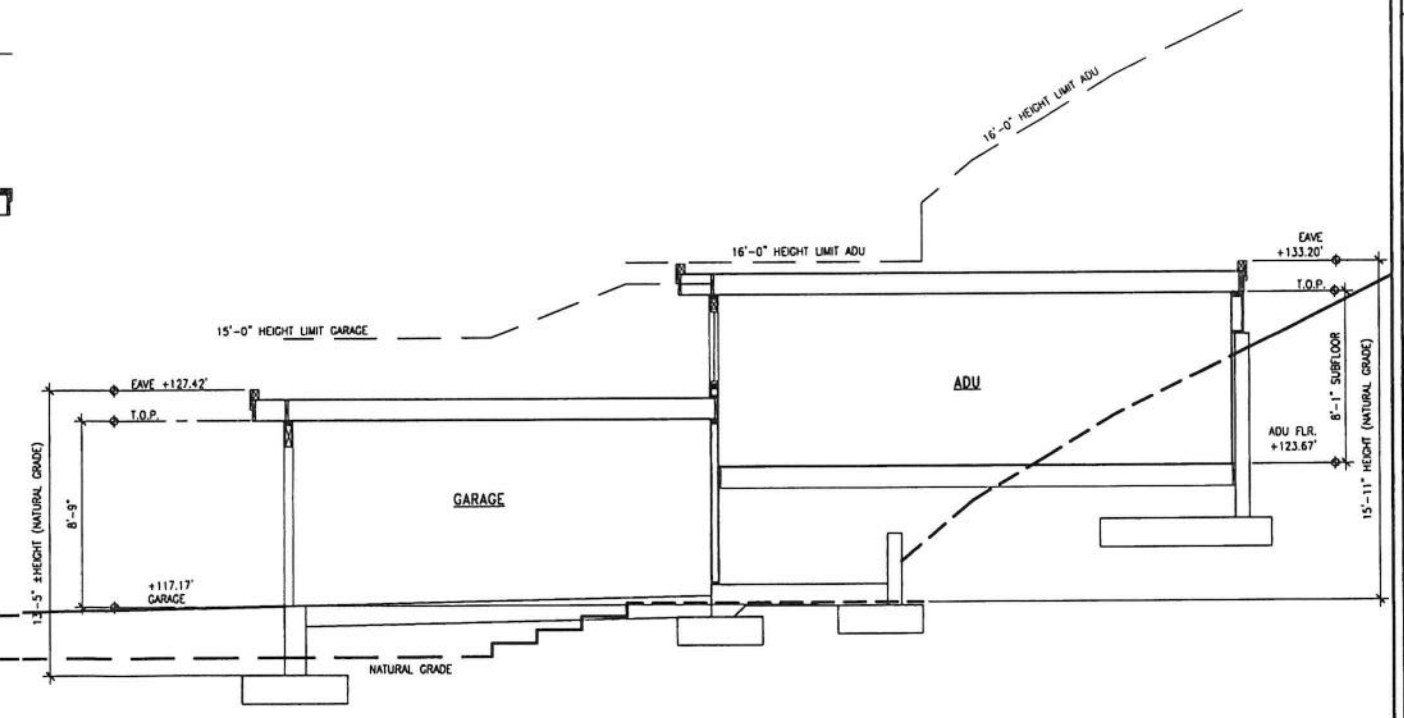 16'-0" HEIGHT LIMIT ADU
16'-0" HEIGHT LIMIT ADU
EAVE
+133.20'
T.O.P.
15'-0" HEIGHT LIMIT GARAGE
EAVE +127.42'
T.O.P.
ADU
8'-1" SUBFLOOR
15'-11" HEIGHT (NATURAL GRADE)
ADU FLR.
+123.67'
13'-5" ±HEIGHT (NATURAL GRADE)
8'-9"
GARAGE
+117.17'
GARAGE
NATURAL GRADE